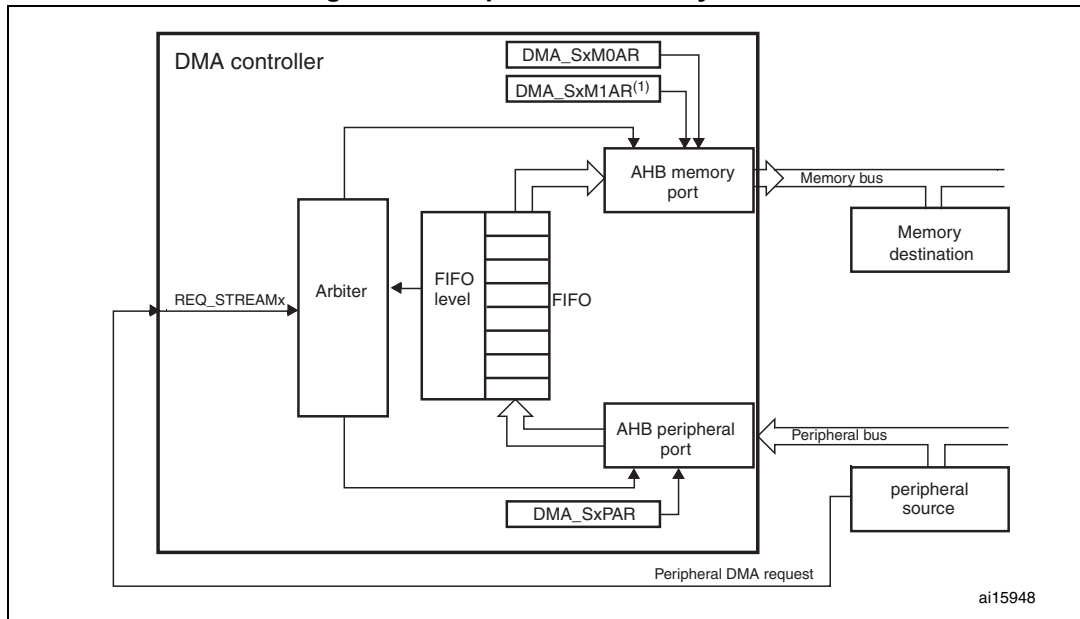 DMA controller
DMA_SxM0AR
DMA_SxM1AR(1)
AHB memory
port
Memory bus
Memory
destination
Arbiter
FIFO
level
FIFO
REQ_STREAMx
AHB peripheral
port
Peripheral bus
peripheral
source
DMA_SxPAR
Peripheral DMA request
ai15948